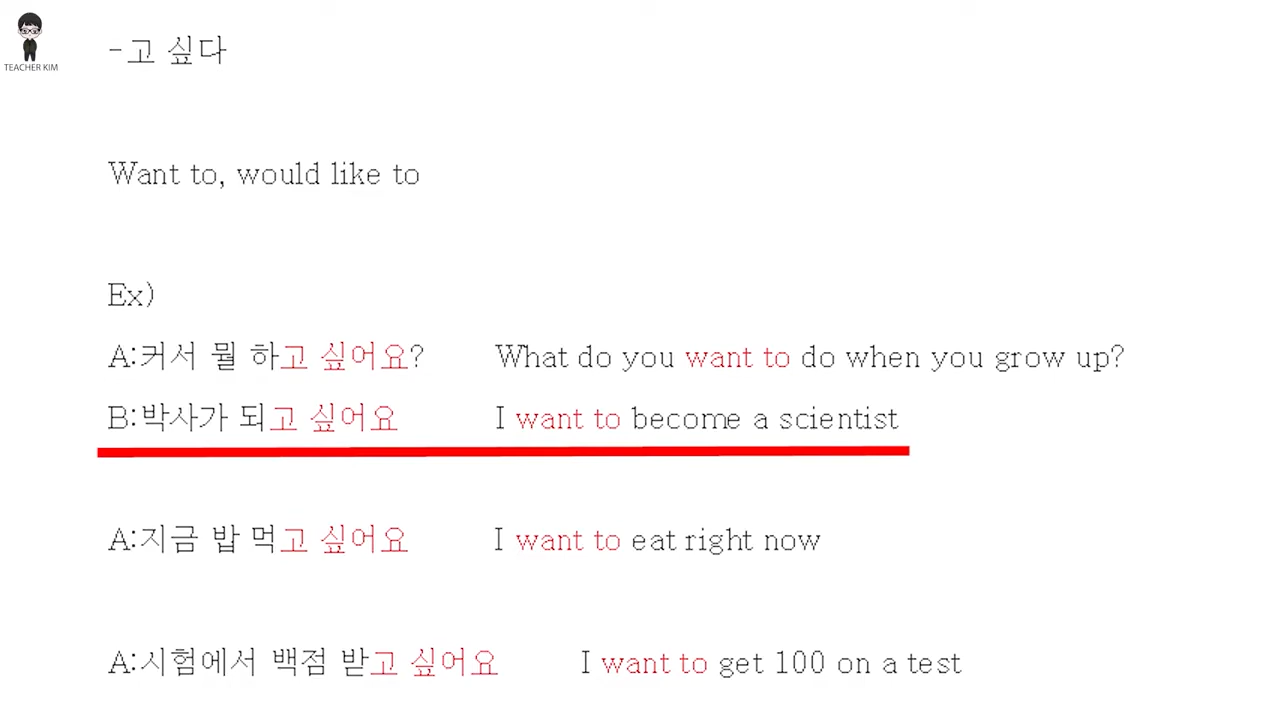 TEACHER KIM
-고 싶다
Want to, would like to
Ex)
A:커서 뭘 하고 싶어요? What do you want to do when you grow up?
B:박사가 되고 싶어요 I want to become a scientist
A:지금 밥 먹고 싶어요 I want to eat right now
A:시험에서 백점 받고 싶어요 I want to get 100 on a test